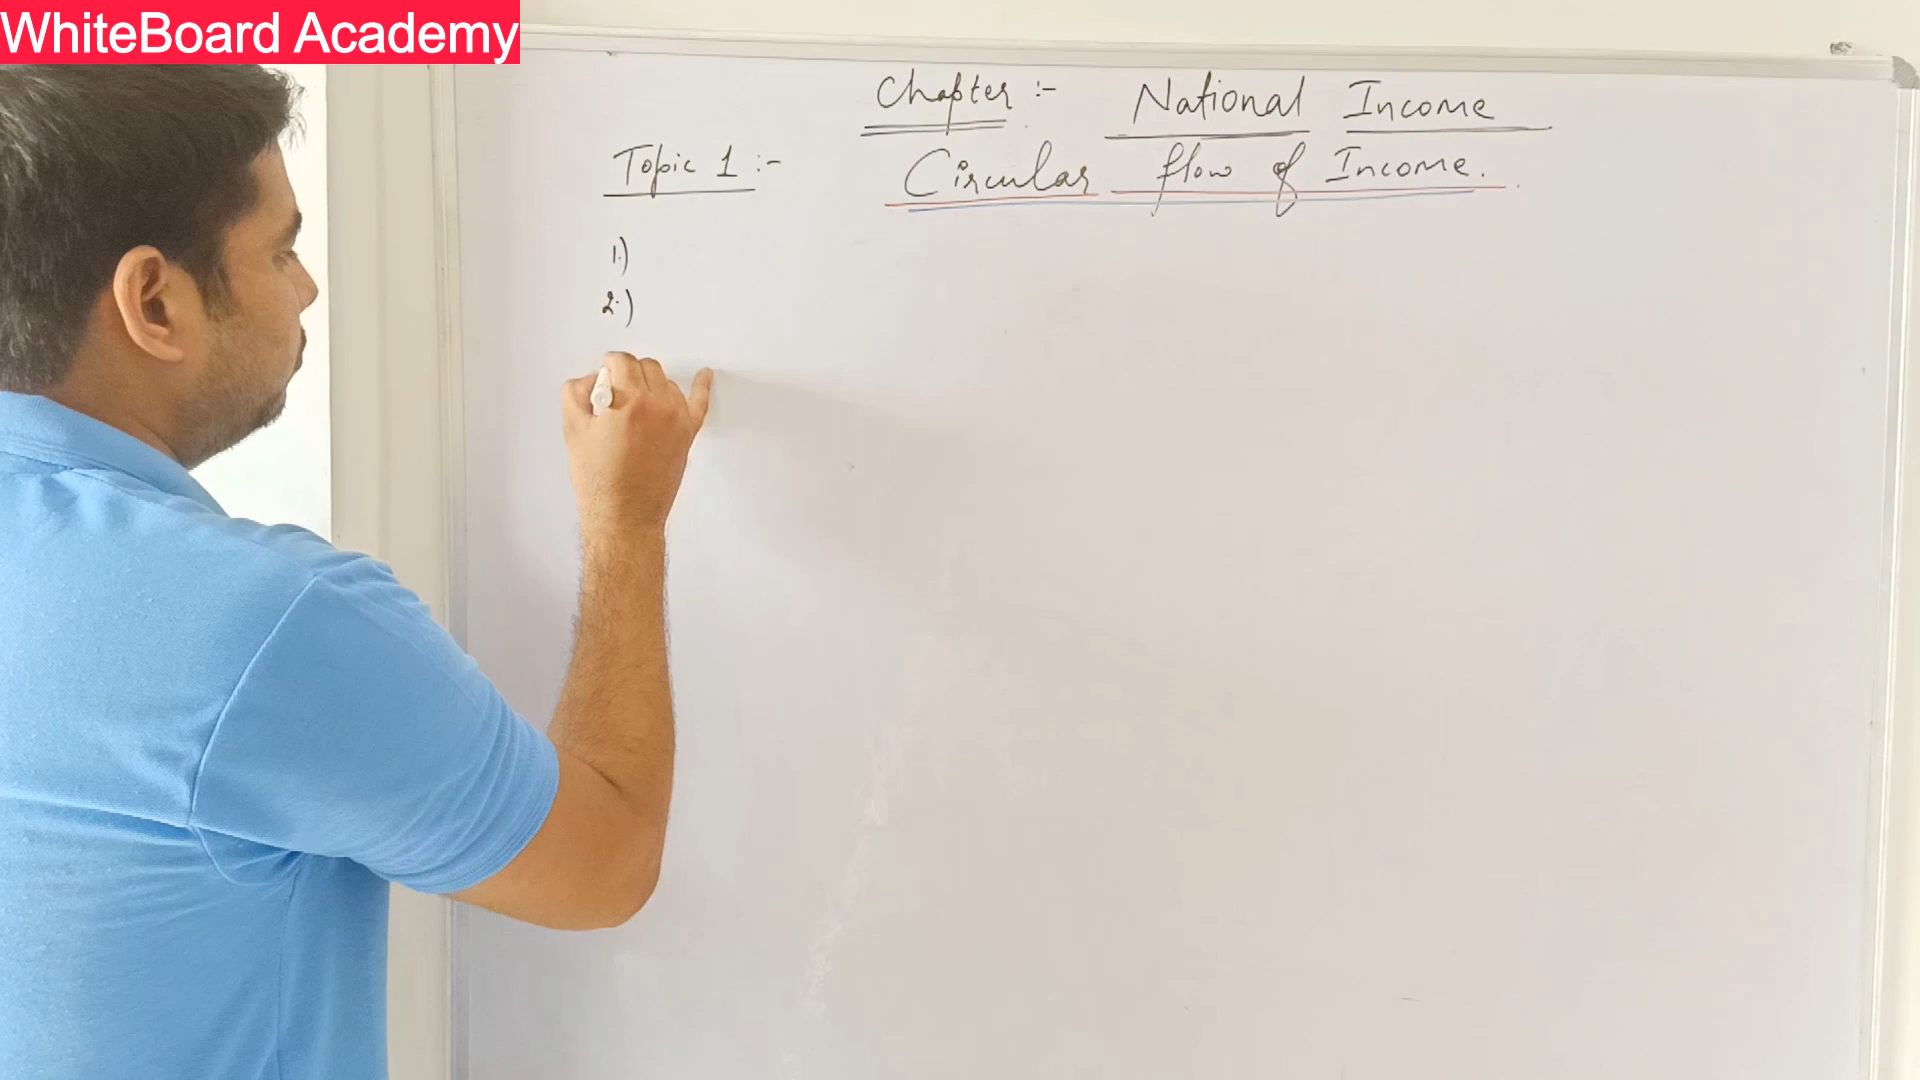 WhiteBoard Academy
Chapter :- National Income
Topic 1 :- Circular flow of Income.
1.)
2.)